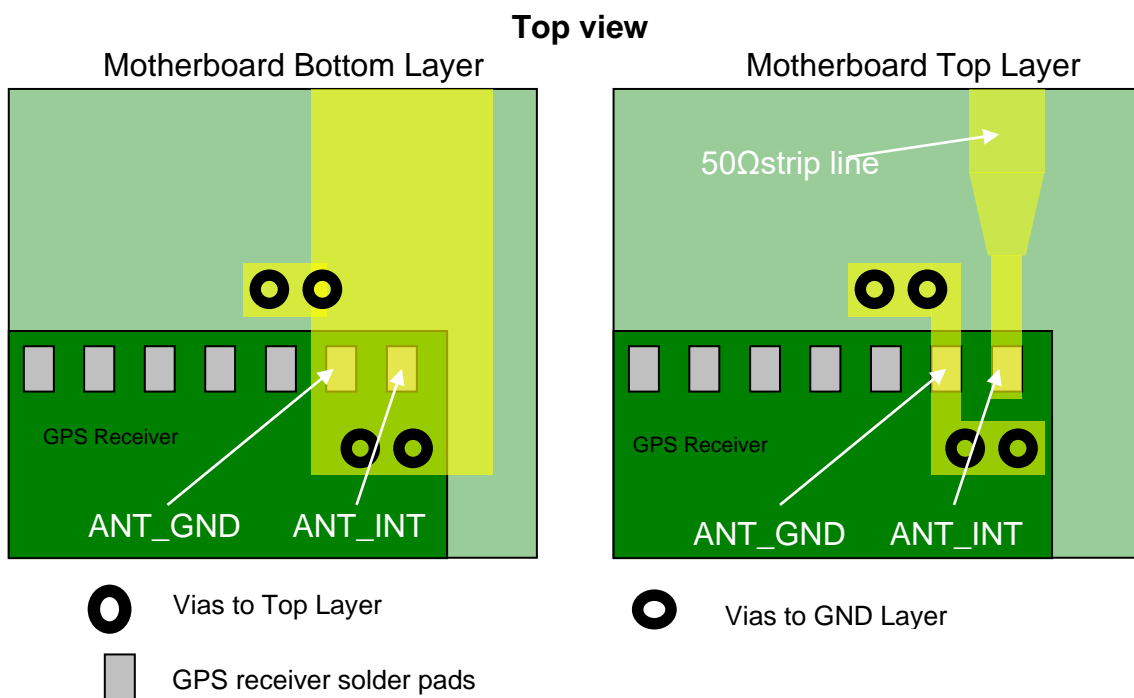 Top view
Motherboard Bottom Layer
Motherboard Top Layer
50Ωstrip line
GPS Receiver
GPS Receiver
ANT_GND
ANT_INT
ANT_GND
ANT_INT
Vias to Top Layer
Vias to GND Layer
GPS receiver solder pads